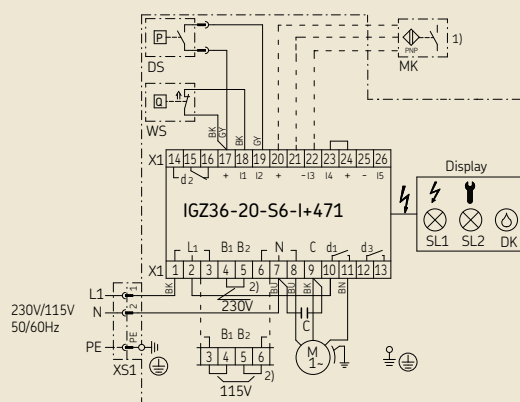 P
DS
Q
WS
BK
GY
BK
GY
PNP
MK
1)
X1 14 15 16 17 18 19 20 21 22 23 24 25 26
d2 + I1 I2 + - I3 I4 + - I5
IGZ36-20-S6-I+471
Display
SL1 SL2 DK
L1 B1 B2 N C d1 d3
X1 1 2 3 4 5 6 7 8 9 10 11 12 13
BK
2)
230V
BU
BU
BK
BN
C
L1
N
PE
230V/115V
50/60Hz
1
2
PE
XS1
B1 B2
3 4 5 6
2)
115V
M
1~